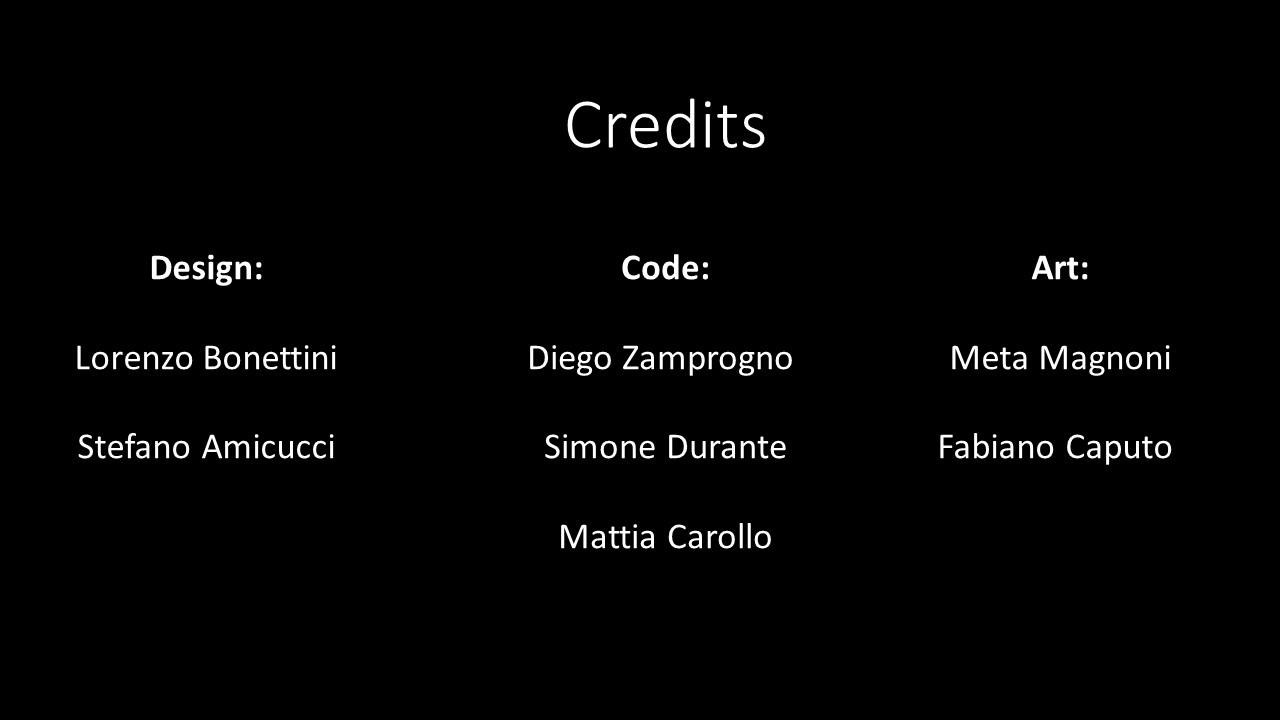 Credits
Design:
Lorenzo Bonettini
Stefano Amicucci
Code:
Diego Zamprogno
Simone Durante
Mattia Carollo
Art:
Meta Magnoni
Fabiano Caputo